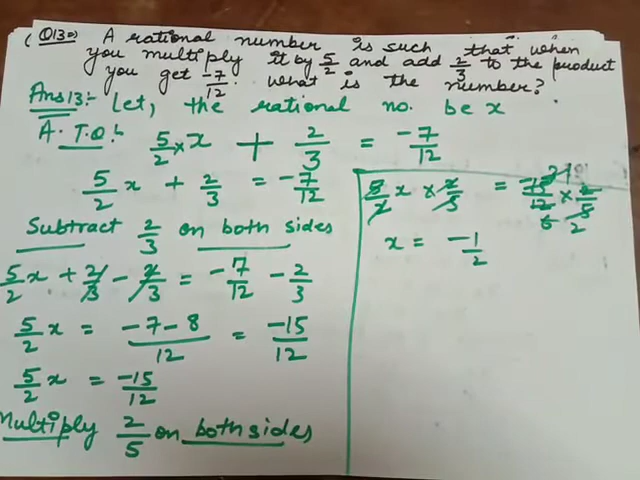 (Q13:- A rational number is such that when
you multiply it by 5/2 and add 2/3 to the product
you get -7/12. What is the number?
Ans13:- Let, the rational no. be x
A.T.Q!
5/2 × x + 2/3 = -7/12
5/2 x + 2/3 = -7/12
Subtract 2/3 on both sides
5/2 x + 2/3 - 2/3 = -7/12 - 2/3
5/2 x = -7-8/12 = -15/12
5/2 x = -15/12
Multiply 2/5 on both sides
5/2 x × 2/5 = -15/12 × 2/5
x = -1/2